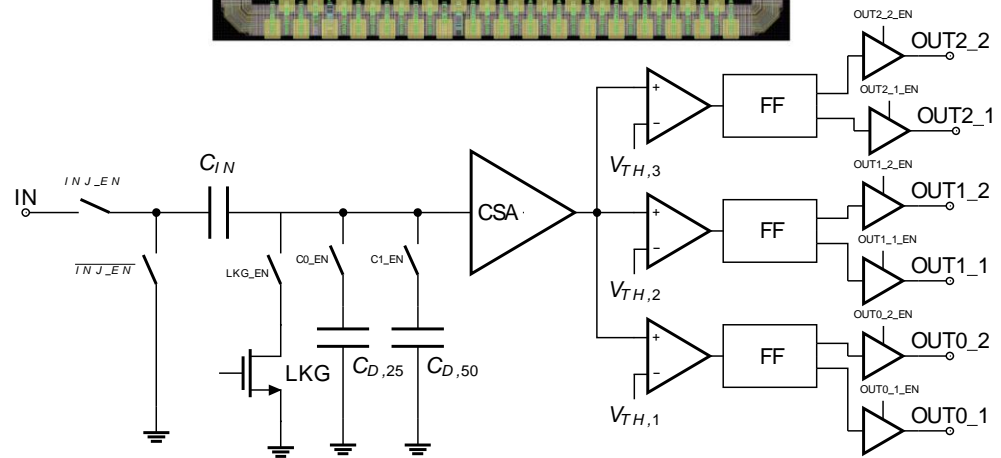 OUT2_2_EN
OUT2_2
OUT2_1_EN
OUT2_1
FF
V_TH,3
C_IN
IN
INJ_EN
INJ_EN
LKG_EN
C0_EN
C1_EN
CSA
LKG
C_D,25
C_D,50
OUT1_2_EN
OUT1_2
OUT1_1_EN
OUT1_1
FF
V_TH,2
OUT0_2_EN
OUT0_2
OUT0_1_EN
OUT0_1
FF
V_TH,1